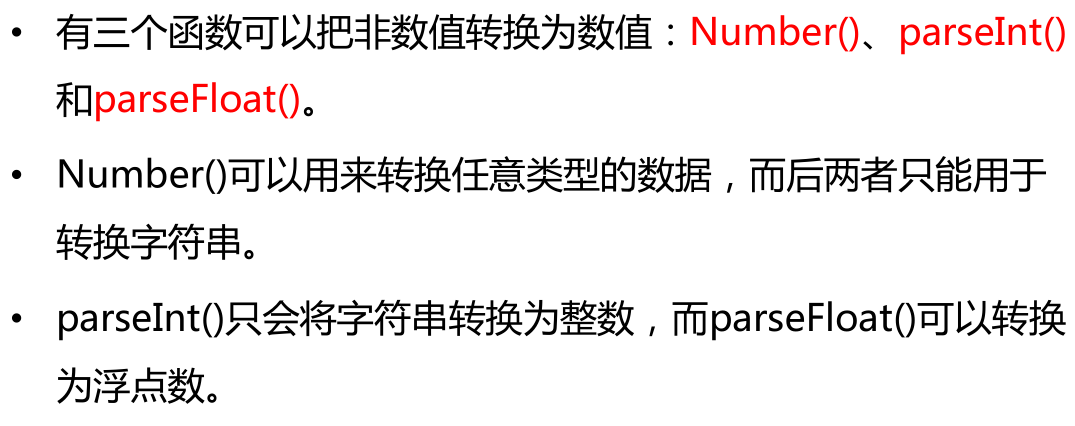 • 有三个函数可以把非数值转换为数值：Number()、parseInt()
和parseFloat()。
• Number()可以用来转换任意类型的数据，而后两者只能用于
转换字符串。
• parseInt()只会将字符串转换为整数，而parseFloat()可以转换
为浮点数。